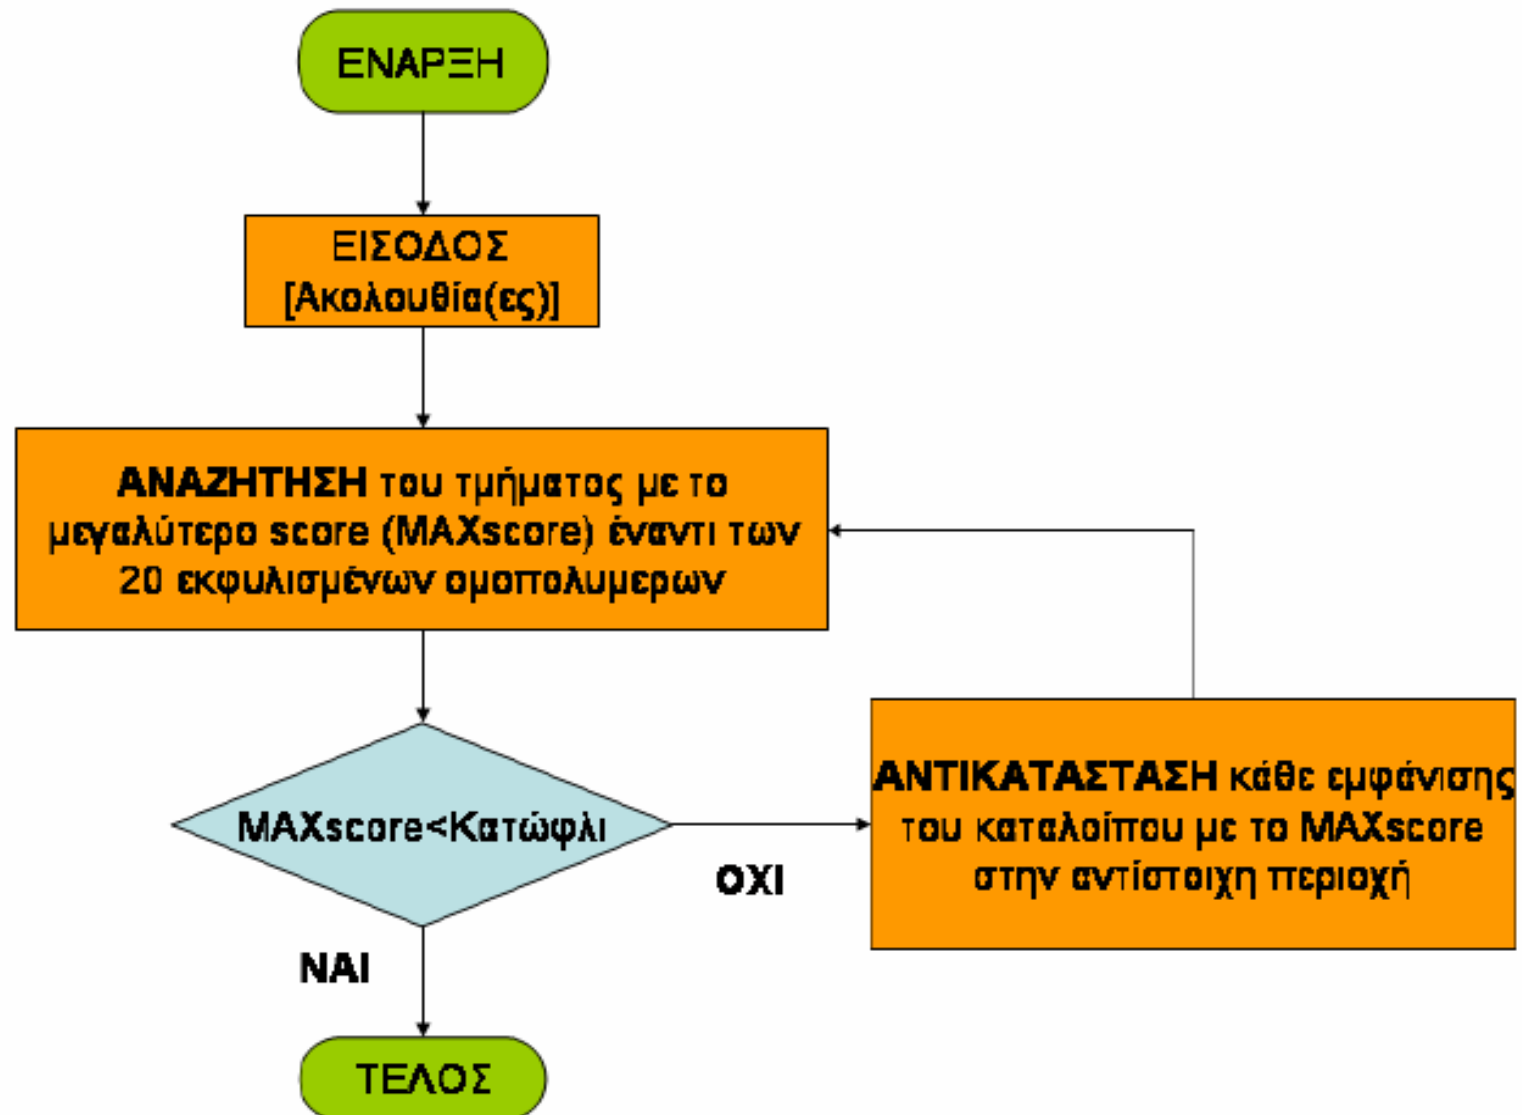 ΕΝΑΡΞΗ
ΕΙΣΟΔΟΣ
[Ακολουθία(ες)]
ΑΝΑΖΗΤΗΣΗ του τμήματος με το
μεγαλύτερο score (MAXscore) έναντι των
20 εκφυλισμένων ομοπολυμερων
MAXscore<Κατώφλι
ΟΧΙ
ΑΝΤΙΚΑΤΑΣΤΑΣΗ κάθε εμφάνισης
του καταλοίπου με το MAXscore
στην αντίστοιχη περιοχή
ΝΑΙ
ΤΕΛΟΣ